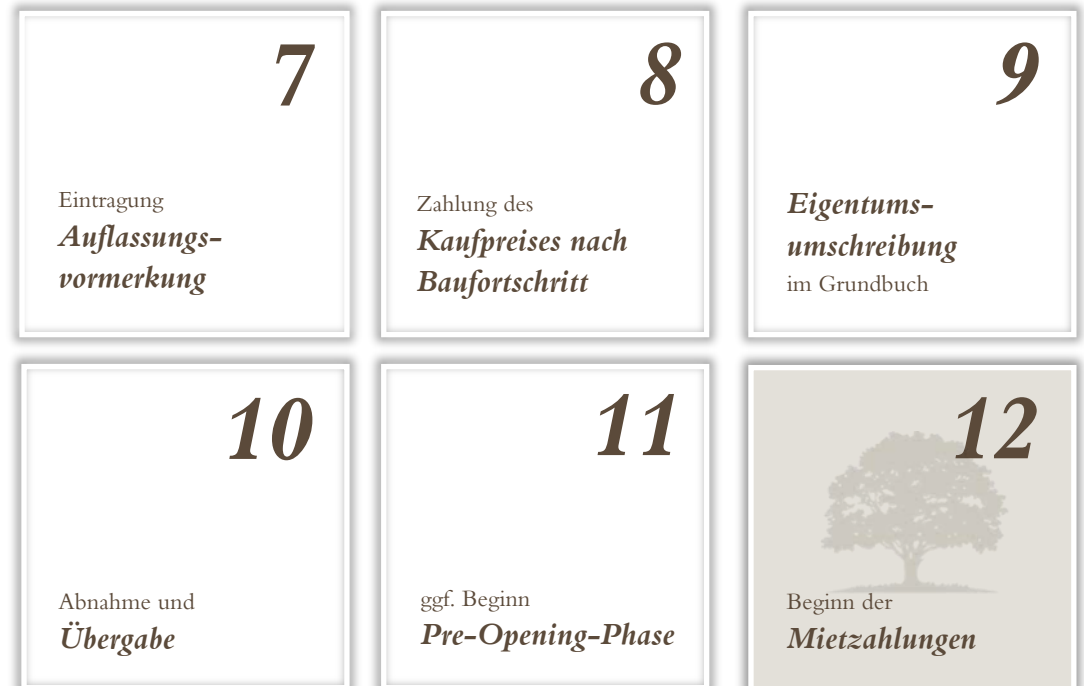 7
Eintragung
Auflassungs-
vormerkung
8
Zahlung des
Kaufpreises nach
Baufortschritt
9
Eigentums-
umschreibung
im Grundbuch
10
Abnahme und
Übergabe
11
ggf. Beginn
Pre-Opening-Phase
12
Beginn der
Mietzahlungen